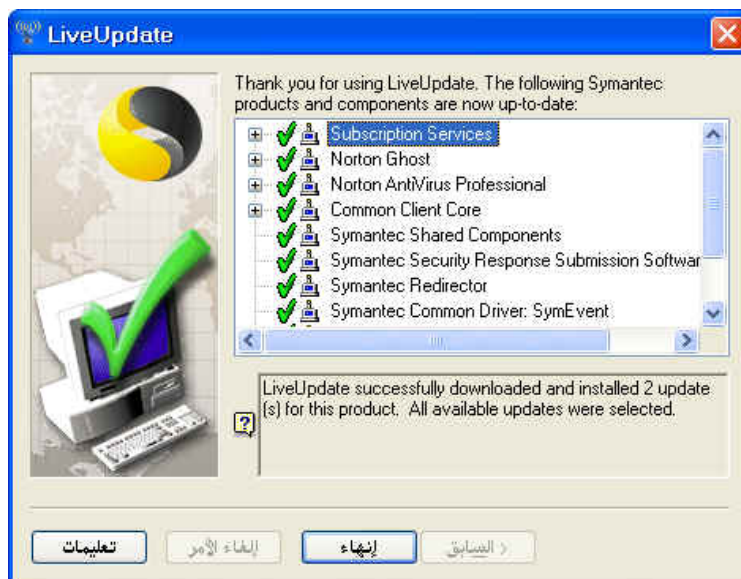 LiveUpdate
Thank you for using LiveUpdate. The following Symantec
products and components are now up-to-date:
Subscription Services
Norton Ghost
Norton AntiVirus Professional
Common Client Core
Symantec Shared Components
Symantec Security Response Submission Softwar
Symantec Redirector
Symantec Common Driver: SymEvent
LiveUpdate successfully downloaded and installed 2 update
(s) for this product. All available updates were selected.
تعليمات
إلغاء الأمر
إنهاء
< السابق